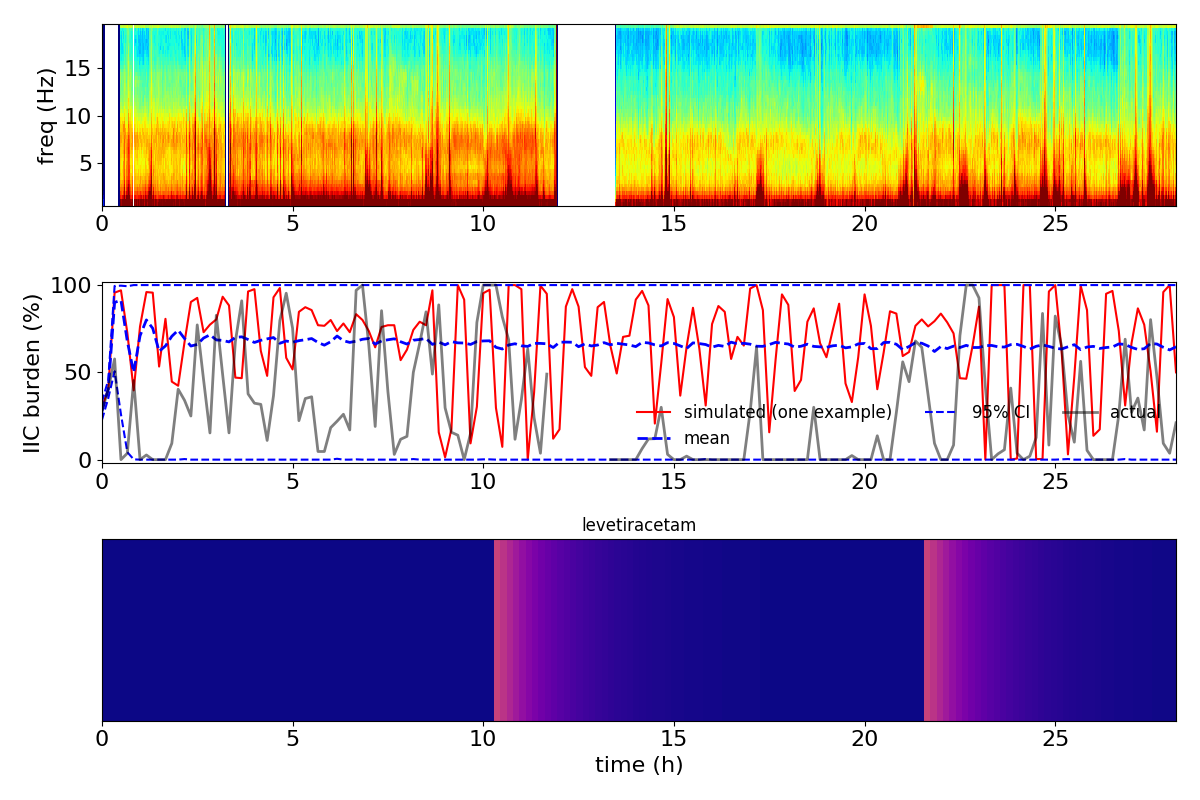 freq (Hz)
15
10
5
0 5 10 15 20 25
IIC burden (%)
100
50
0
simulated (one example) 95% CI actual
mean
0 5 10 15 20 25
levetiracetam
0 5 10 15 20 25
time (h)